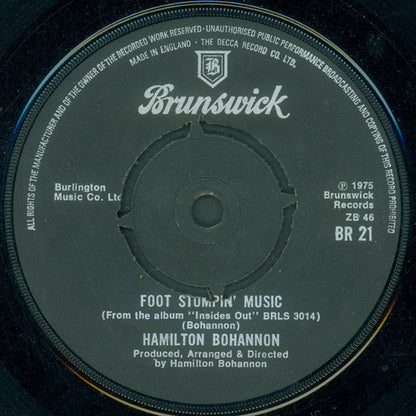 ALL RIGHTS OF THE MANUFACTURER AND OF THE OWNER OF THE RECORDED WORK RESERVED · UNAUTHORISED PUBLIC PERFORMANCE BROADCASTING AND COPYING OF THIS RECORD PROHIBITED
MADE IN ENGLAND · THE DECCA RECORD CO. LTD.
B
Brunswick
Burlington
Music Co. Ltd
℗ 1975
Brunswick
Records
ZB 46
BR 21
FOOT STOMPIN' MUSIC
(From the album "Insides Out" BRLS 3014)
(Bohannon)
HAMILTON BOHANNON
Produced, Arranged & Directed
by Hamilton Bohannon